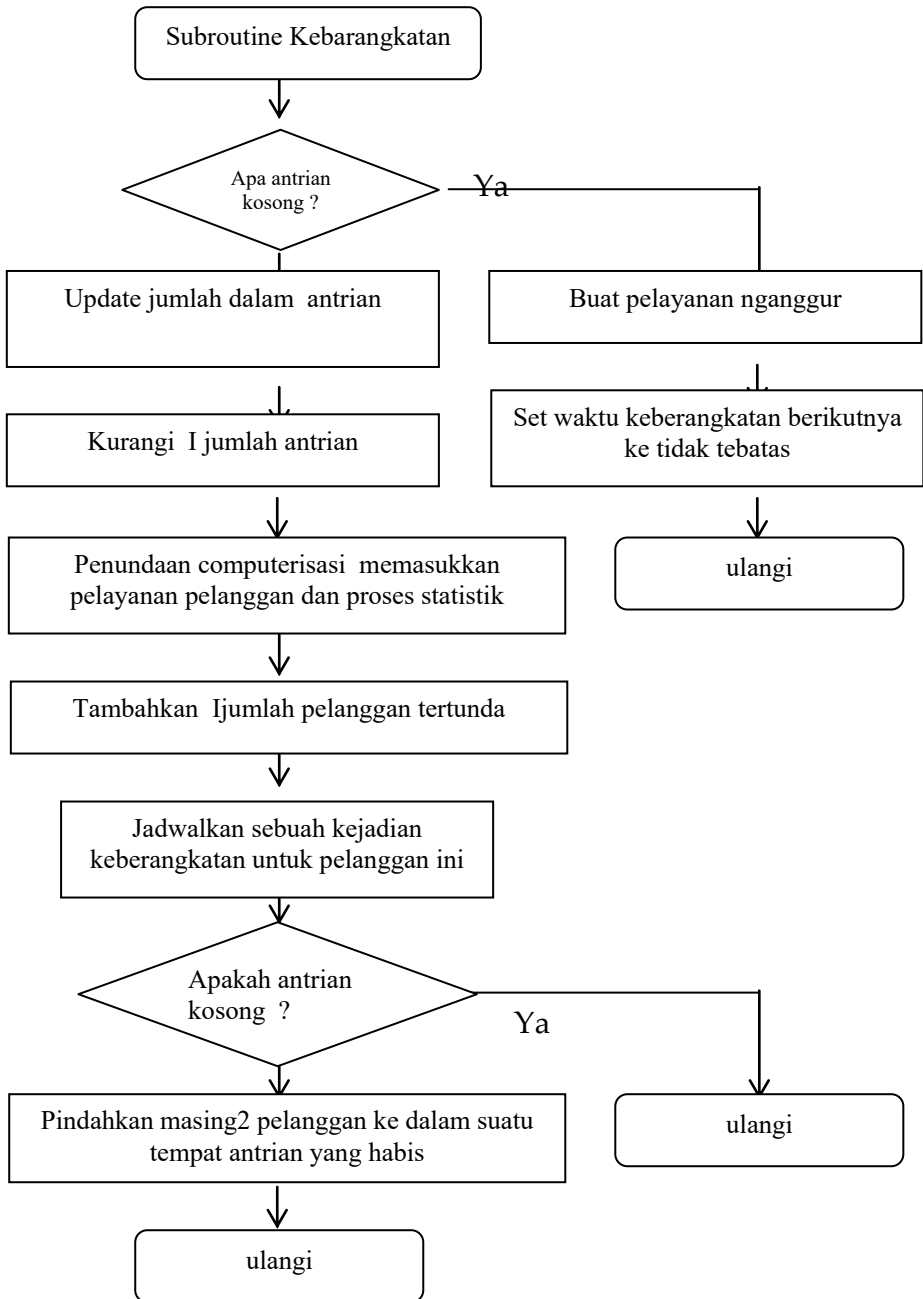 Subroutine Kebarangkatan
Apa antrian
kosong ?
Ya
Update jumlah dalam antrian
Buat pelayanan nganggur
Kurangi I jumlah antrian
Set waktu keberangkatan berikutnya
ke tidak tebatas
Penundaan computerisasi memasukkan
pelayanan pelanggan dan proses statistik
ulangi
Tambahkan Ijumlah pelanggan tertunda
Jadwalkan sebuah kejadian
keberangkatan untuk pelanggan ini
Apakah antrian
kosong ?
Ya
Pindahkan masing2 pelanggan ke dalam suatu
tempat antrian yang habis
ulangi
ulangi